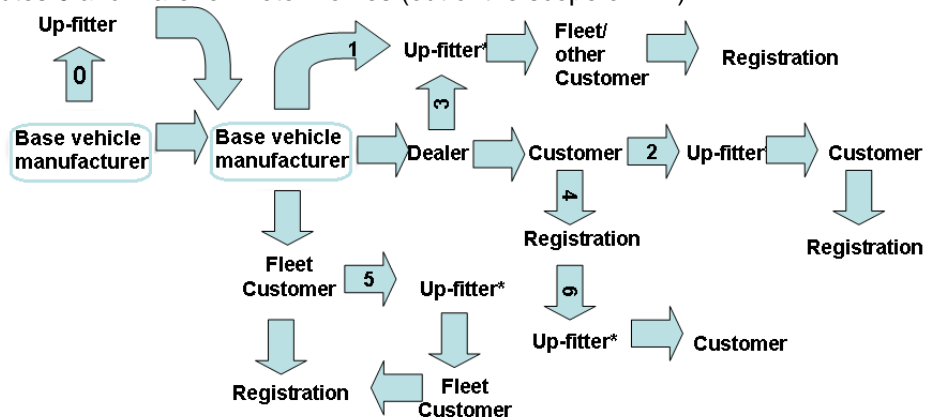 Up-fitter
0
1
Up-fitter*
Fleet/
other
Customer
Registration
3
Base vehicle
manufacturer
Base vehicle
manufacturer
Dealer
Customer
2
Up-fitter*
Customer
4
Registration
Registration
Fleet
Customer
5
Up-fitter*
6
Up-fitter*
Customer
Registration
Fleet
Customer